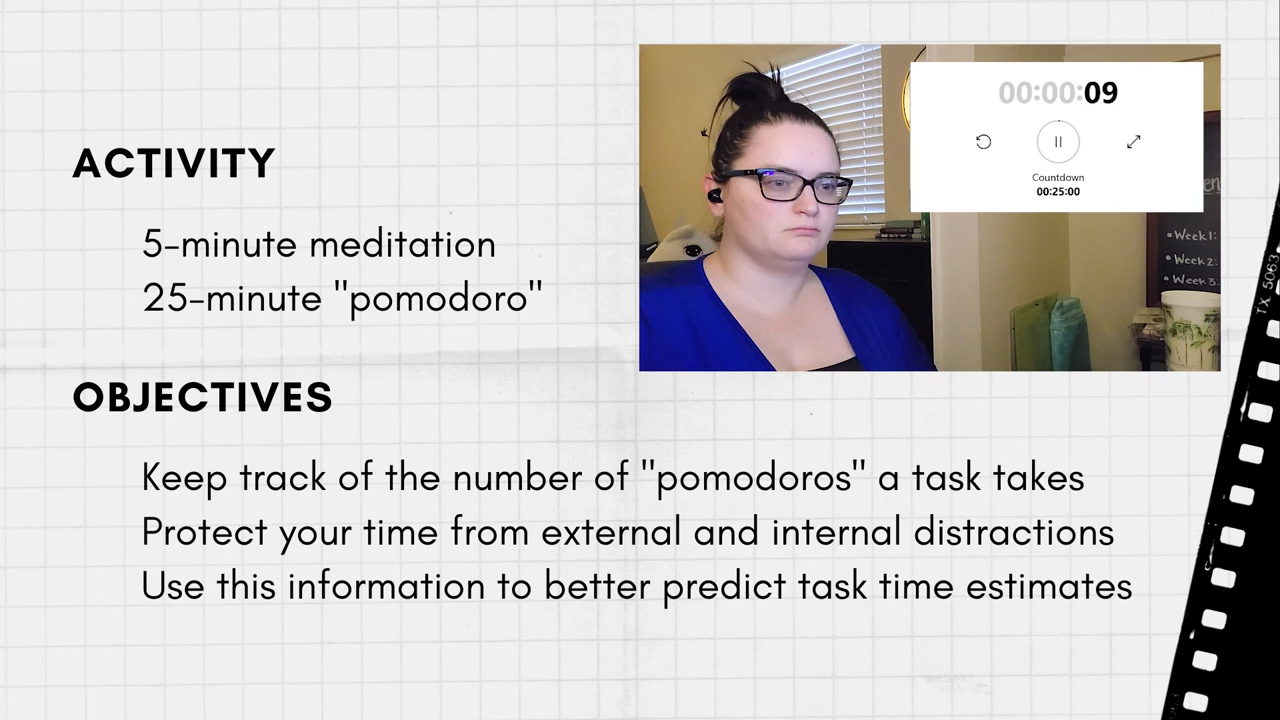 ACTIVITY
5-minute meditation
25-minute "pomodoro"
00:00:09
Countdown
00:25:00
Week 1:
Week 2:
Week 3.
TX 5063
OBJECTIVES
Keep track of the number of "pomodoros" a task takes
Protect your time from external and internal distractions
Use this information to better predict task time estimates